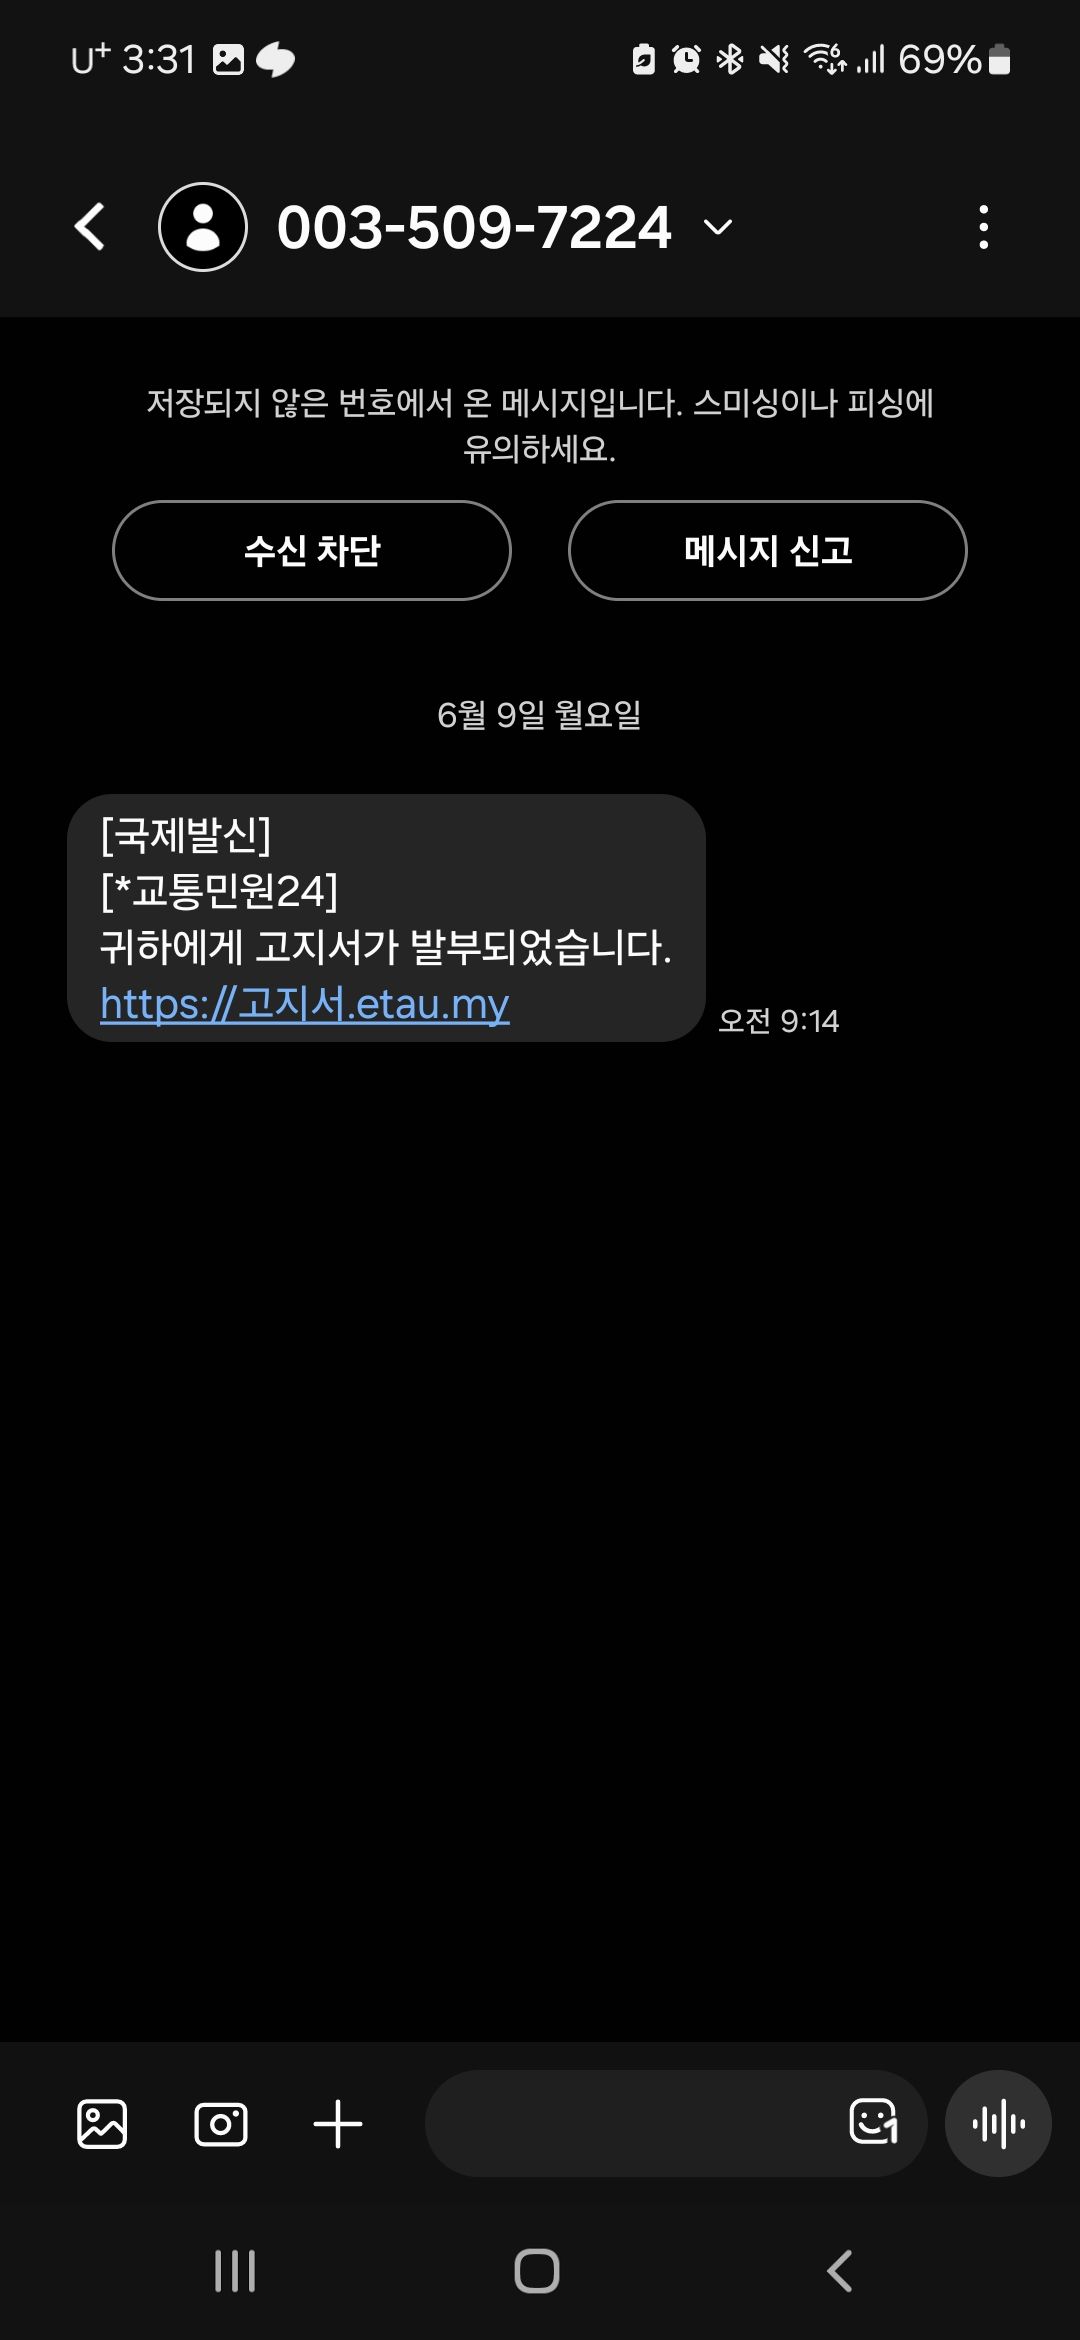 U+ 3:31 69%
003-509-7224
저장되지 않은 번호에서 온 메시지입니다. 스미싱이나 피싱에
유의하세요.
수신 차단 메시지 신고
6월 9일 월요일
[국제발신]
[*교통민원24]
귀하에게 고지서가 발부되었습니다.
https://고지서.etau.my
오전 9:14